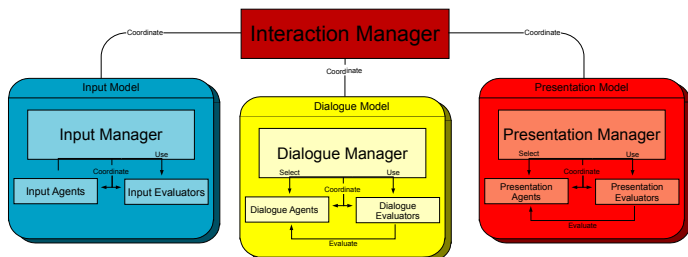 Interaction Manager
Coordinate
Coordinate
Coordinate
Input Model
Input Manager
Use
Coordinate
Input Agents
Input Evaluators
Dialogue Model
Dialogue Manager
Select
Use
Coordinate
Dialogue Agents
Dialogue
Evaluators
Evaluate
Presentation Model
Presentation Manager
Select
Use
Coordinate
Presentation
Agents
Presentation
Evaluators
Evaluate